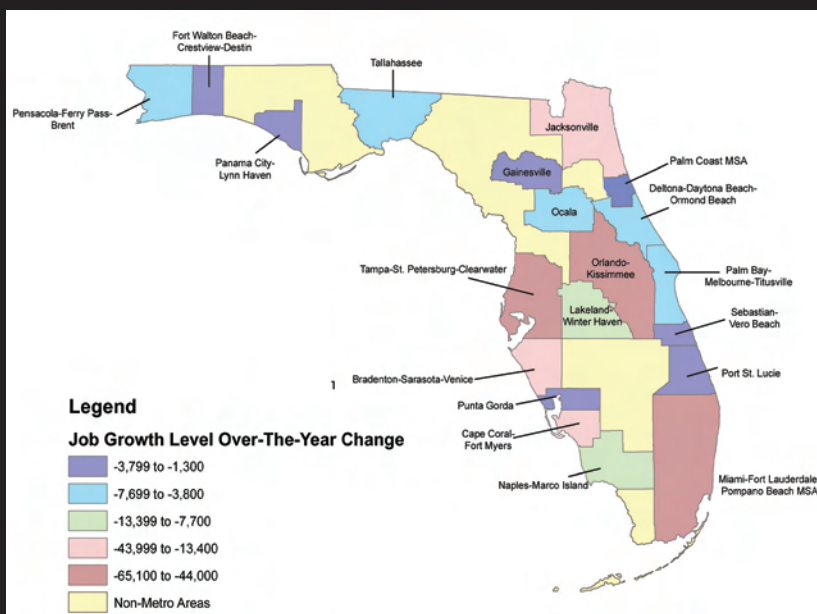 Fort Walton Beach-
Crestview-Destin
Tallahassee
Pensacola-Ferry Pass-
Brent
Jacksonville
Panama City-
Lynn Haven
Palm Coast MSA
Gainesville
Deltona-Daytona Beach-
Ormond Beach
Ocala
Tampa-St. Petersburg-Clearwater
Orlando-
Kissimmee
Palm Bay-
Melbourne-Titusville
Lakeland-
Winter Haven
Sebastian-
Vero Beach
1
Bradenton-Sarasota-Venice
Port St. Lucie
Punta Gorda
Cape Coral-
Fort Myers
Naples-Marco Island
Miami-Fort Lauderdale
Pompano Beach MSA
Legend
Job Growth Level Over-The-Year Change
-3,799 to -1,300
-7,699 to -3,800
-13,399 to -7,700
-43,999 to -13,400
-65,100 to -44,000
Non-Metro Areas